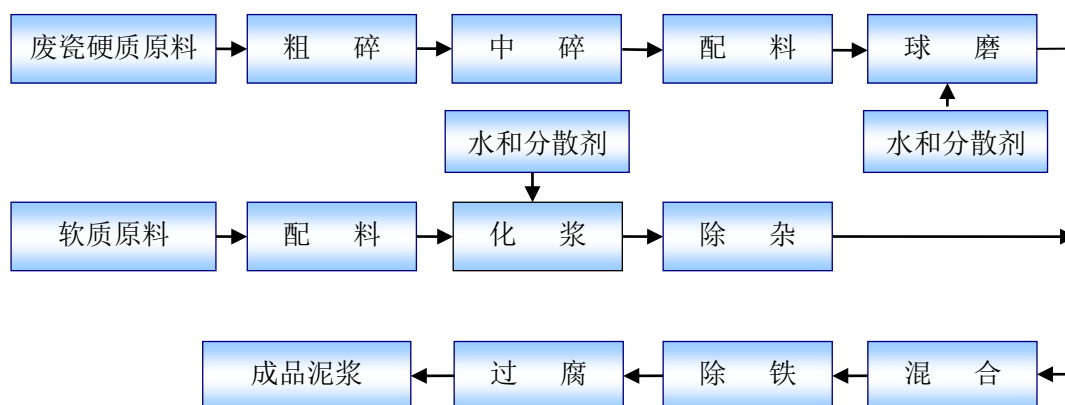 废瓷硬质原料
粗 碎
中 碎
配 料
球 磨
水和分散剂
水和分散剂
软质原料
配 料
化 浆
除 杂
成品泥浆
过 腐
除 铁
混 合